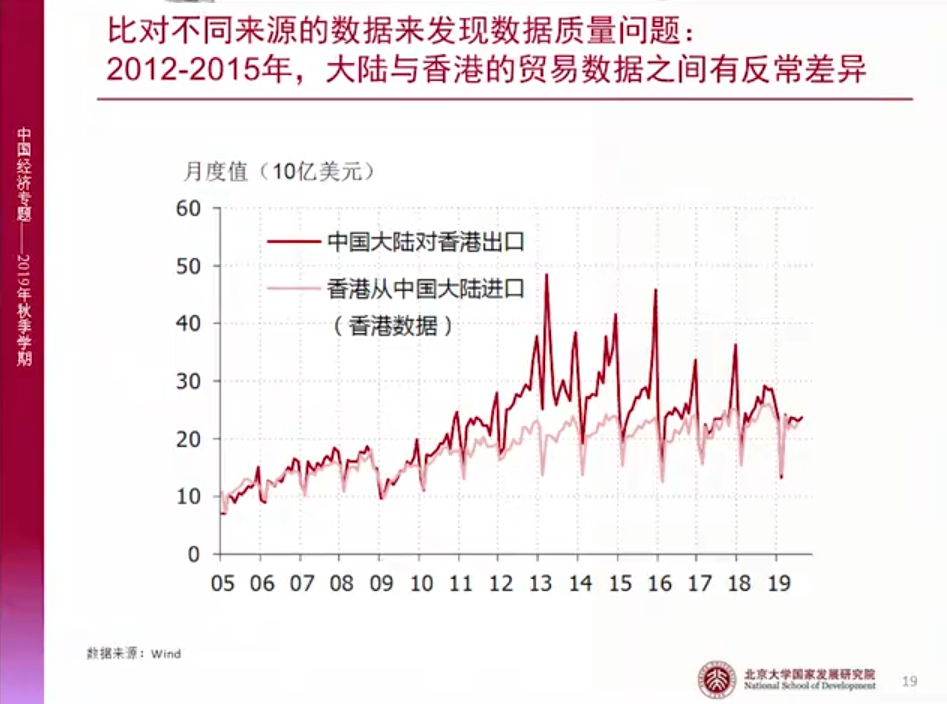 比对不同来源的数据来发现数据质量问题：
2012-2015年，大陆与香港的贸易数据之间有反常差异
中国经济专题——2019年秋季学期
月度值（10亿美元）
60
50
40
30
20
10
0
中国大陆对香港出口
香港从中国大陆进口
（香港数据）
05 06 07 08 09 10 11 12 13 14 15 16 17 18 19
数据来源：Wind
北京大学国家发展研究院
National School of Development
19